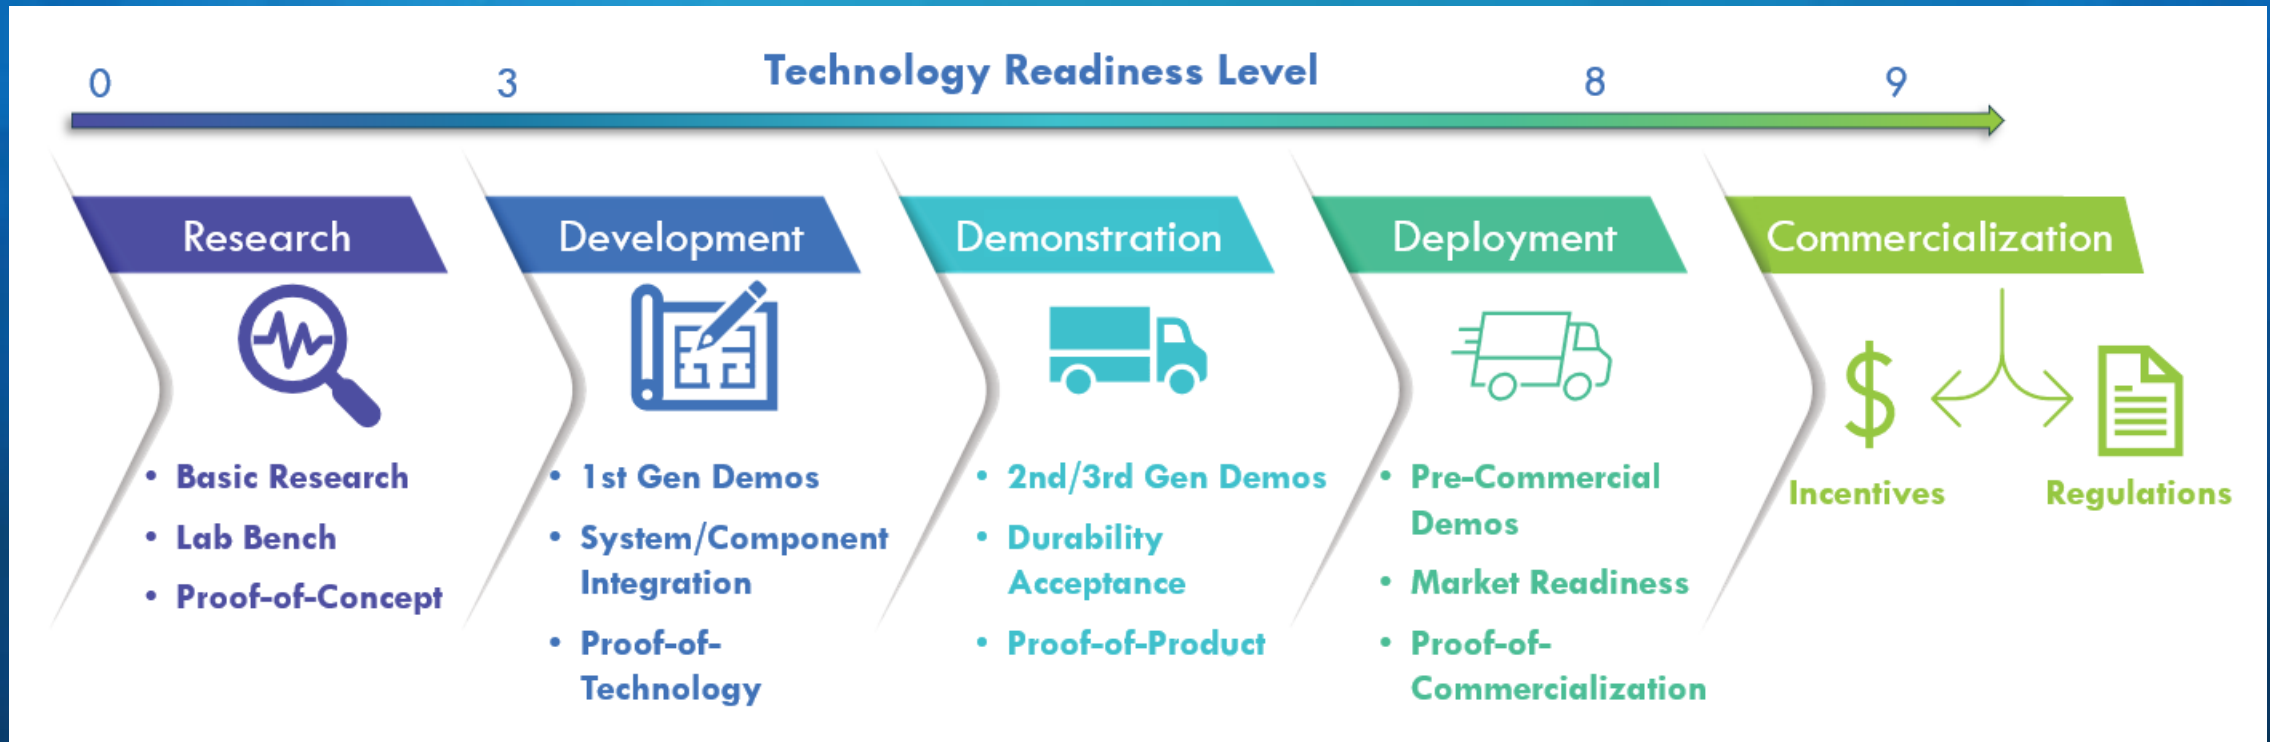 Technology Readiness Level
0
3
8
9
Research
• Basic Research
• Lab Bench
• Proof-of-Concept
Development
• 1st Gen Demos
• System/Component
Integration
• Proof-of-
Technology
Demonstration
• 2nd/3rd Gen Demos
• Durability
Acceptance
• Proof-of-Product
Deployment
• Pre-Commercial
Demos
• Market Readiness
• Proof-of-
Commercialization
Commercialization
$
Incentives
Regulations